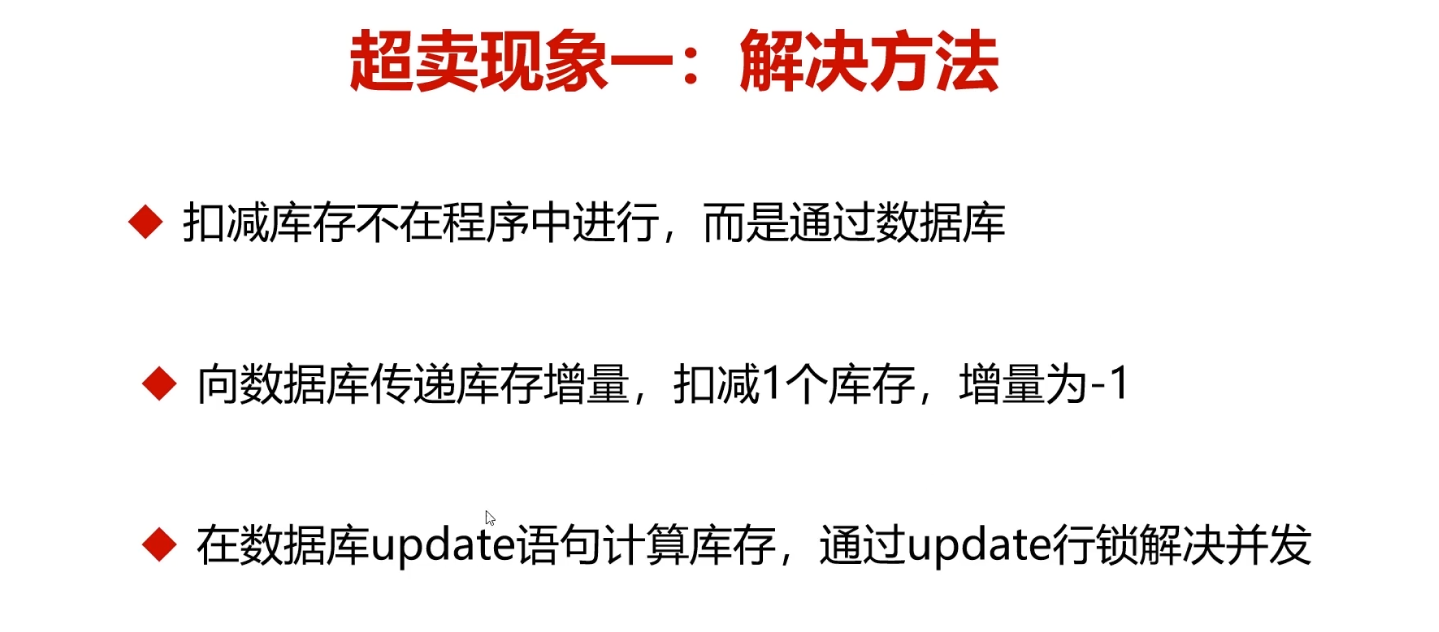 超卖现象一：解决方法
扣减库存不在程序中进行，而是通过数据库
向数据库传递库存增量，扣减1个库存，增量为-1
在数据库update语句计算库存，通过update行锁解决并发